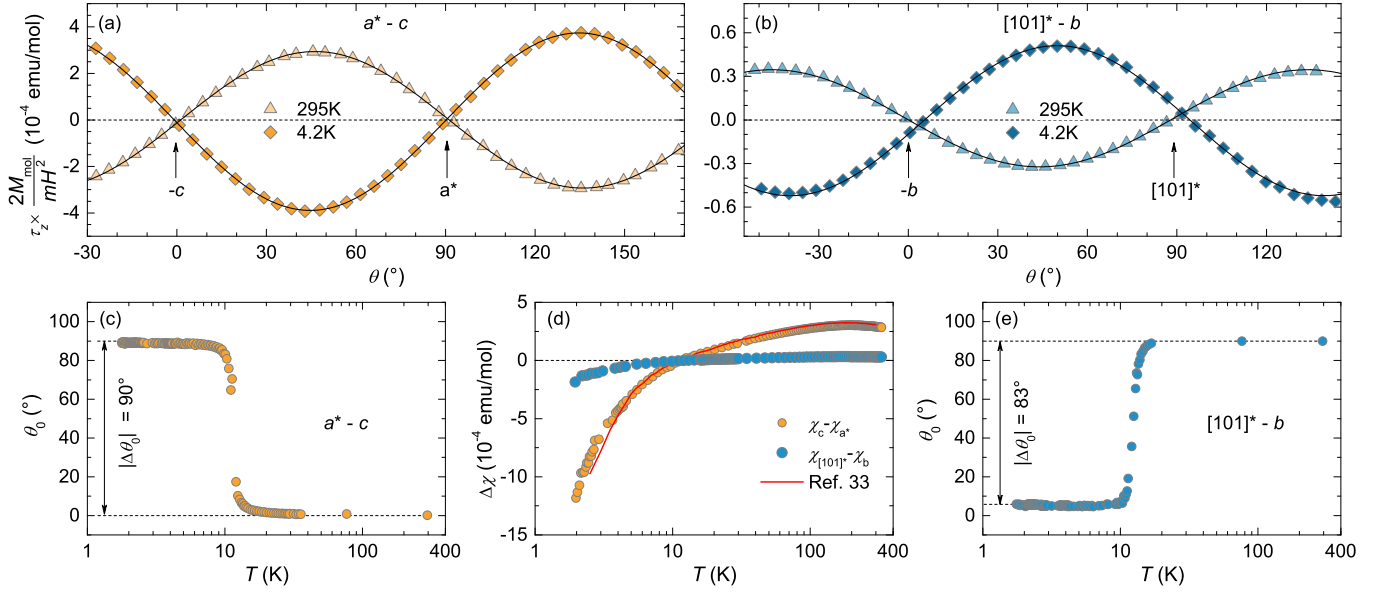 (a)
a* - c
295K
4.2K
-c
a*
τz × 2Mmol / mH² (10⁻⁴ emu/mol)
4
2
0
-2
-4
-30 0 30 60 90 120 150
θ (°)
(b)
[101]* - b
295K
4.2K
-b
[101]*
0.6
0.3
0.0
-0.3
-0.6
-30 0 30 60 90 120
θ (°)
(c)
100
80
60
40
20
0
θ₀ (°)
|Δθ₀| = 90°
a* - c
1 10 100 400
T (K)
(d)
5
0
-5
-10
-15
Δχ (10⁻⁴ emu/mol)
χc-χa*
χ[101]*-χb
Ref. 33
1 10 100 400
T (K)
(e)
100
80
60
40
20
0
θ₀ (°)
|Δθ₀| = 83°
[101]* - b
1 10 100 400
T (K)